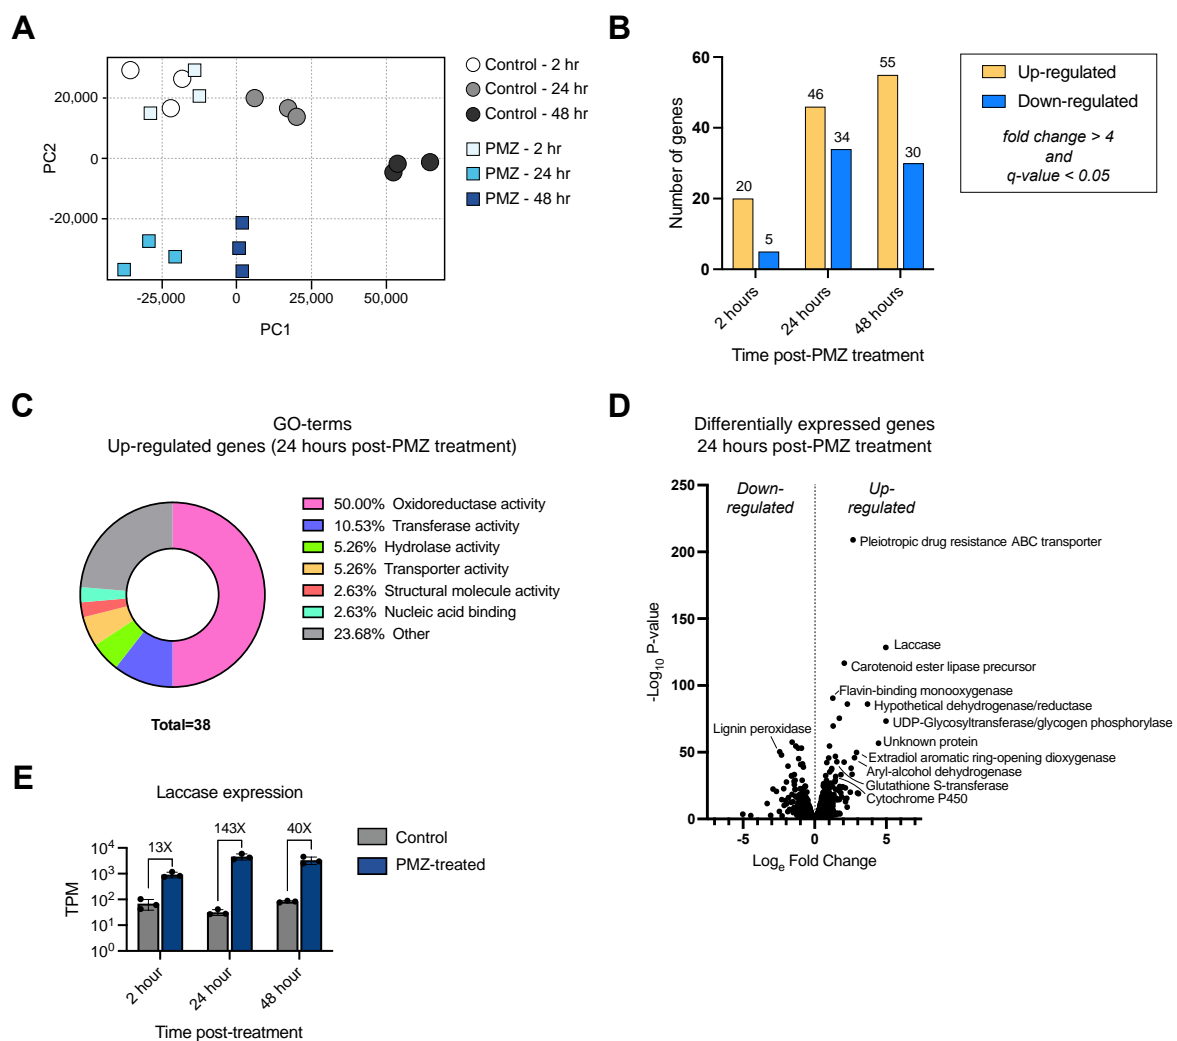 A
20,000
0
-20,000
PC2
-25,000
0
25,000
50,000
PC1
Control - 2 hr
Control - 24 hr
Control - 48 hr
PMZ - 2 hr
PMZ - 24 hr
PMZ - 48 hr
B
60
40
20
0
Number of genes
20
5
46
34
55
30
2 hours
24 hours
48 hours
Time post-PMZ treatment
Up-regulated
Down-regulated
fold change > 4
and
q-value < 0.05
C
GO-terms
Up-regulated genes (24 hours post-PMZ treatment)
50.00% Oxidoreductase activity
10.53% Transferase activity
5.26% Hydrolase activity
5.26% Transporter activity
2.63% Structural molecule activity
2.63% Nucleic acid binding
23.68% Other
Total=38
D
Differentially expressed genes
24 hours post-PMZ treatment
250
200
150
100
50
0
-Log10 P-value
Down-
regulated
Up-
regulated
Pleiotropic drug resistance ABC transporter
Laccase
Carotenoid ester lipase precursor
Flavin-binding monooxygenase
Hypothetical dehydrogenase/reductase
UDP-Glycosyltransferase/glycogen phosphorylase
Lignin peroxidase
Unknown protein
Extradiol aromatic ring-opening dioxygenase
Aryl-alcohol dehydrogenase
Glutathione S-transferase
Cytochrome P450
-5
0
5
Loge Fold Change
E
Laccase expression
13X
143X
40X
10⁴
10³
10²
10¹
10⁰
TPM
2 hour
24 hour
48 hour
Time post-treatment
Control
PMZ-treated